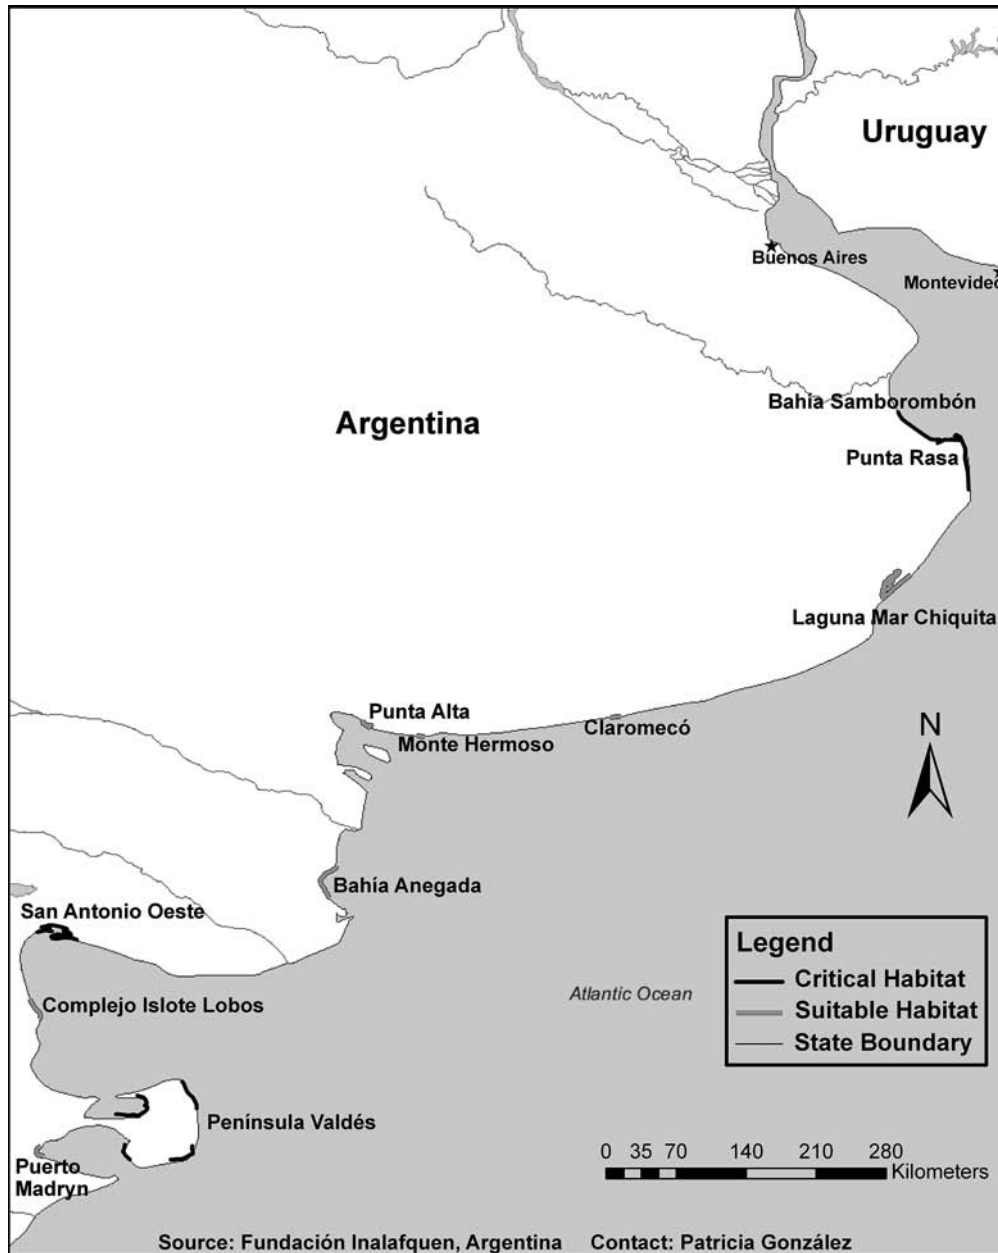 Uruguay
Buenos Aires
Montevideo
Bahía Samborombón
Argentina
Punta Rasa
Laguna Mar Chiquita
Punta Alta
Claromecó
Monte Hermoso
N
Bahía Anegada
San Antonio Oeste
Legend
Critical Habitat
Suitable Habitat
State Boundary
Atlantic Ocean
Complejo Islote Lobos
Península Valdés
Puerto
Madryn
0 35 70 140 210 280
Kilometers
Source: Fundación Inalafquen, Argentina Contact: Patricia González